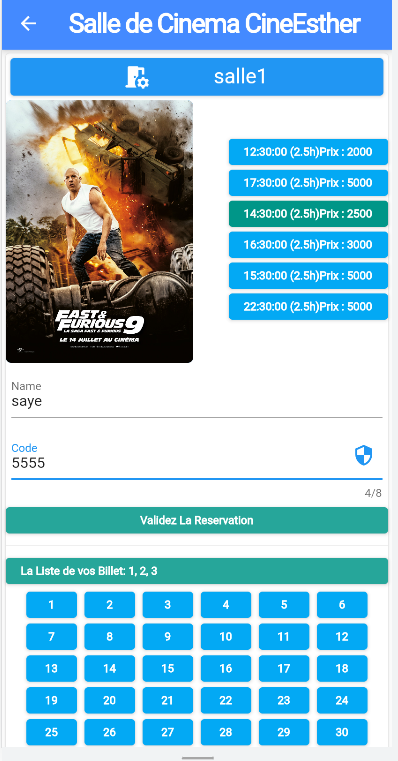 Salle de Cinema CineEsther
salle1
12:30:00 (2.5h)Prix : 2000
17:30:00 (2.5h)Prix : 5000
14:30:00 (2.5h)Prix : 2500
16:30:00 (2.5h)Prix : 3000
15:30:00 (2.5h)Prix : 5000
22:30:00 (2.5h)Prix : 5000
FAST &
FURIOUS 9
LA SAGA FAST & FURIOUS
LE 14 JUILLET AU CINÉMA
Name
saye
Code
5555
4/8
Validez La Reservation
La Liste de vos Billet: 1, 2, 3
1 2 3 4 5 6
7 8 9 10 11 12
13 14 15 16 17 18
19 20 21 22 23 24
25 26 27 28 29 30